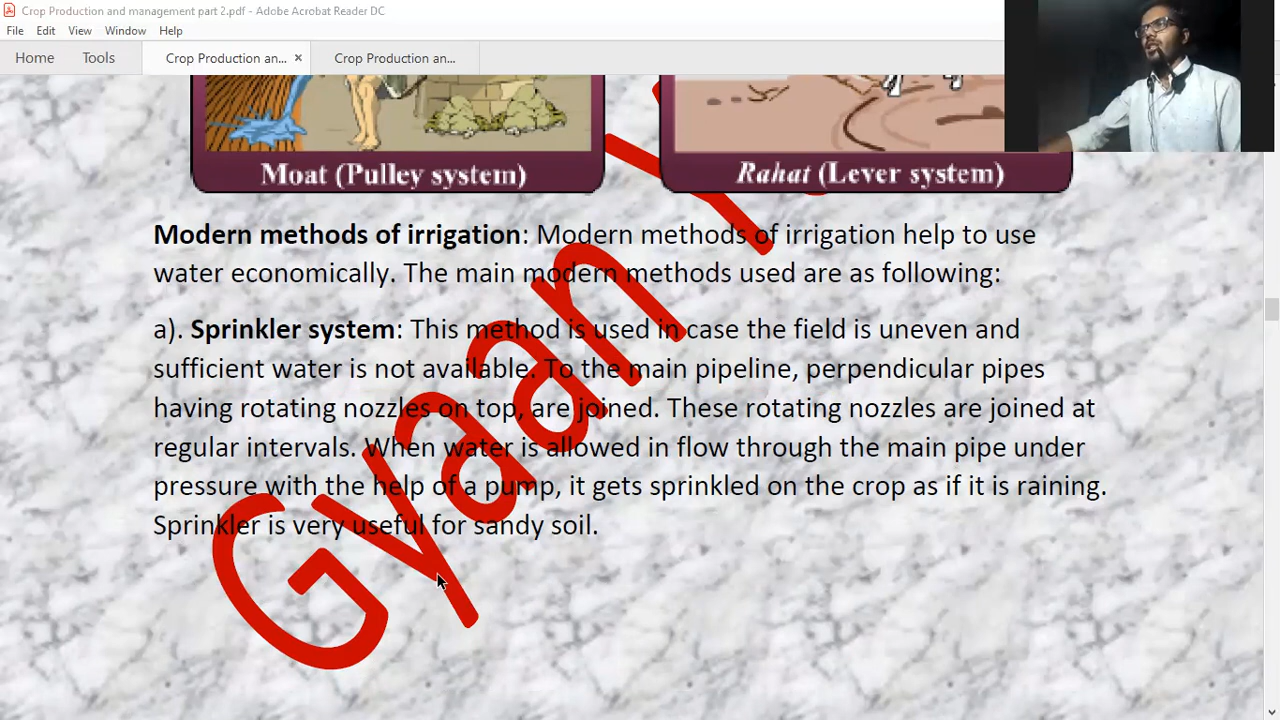 Crop Production and management part 2.pdf - Adobe Acrobat Reader DC
File Edit View Window Help
Home Tools Crop Production an... × Crop Production an...
Moat (Pulley system)
Rahat (Lever system)
Modern methods of irrigation: Modern methods of irrigation help to use
water economically. The main modern methods used are as following:
a). Sprinkler system: This method is used in case the field is uneven and
sufficient water is not available. To the main pipeline, perpendicular pipes
having rotating nozzles on top, are joined. These rotating nozzles are joined at
regular intervals. When water is allowed in flow through the main pipe under
pressure with the help of a pump, it gets sprinkled on the crop as if it is raining.
Sprinkler is very useful for sandy soil.
Gyaan